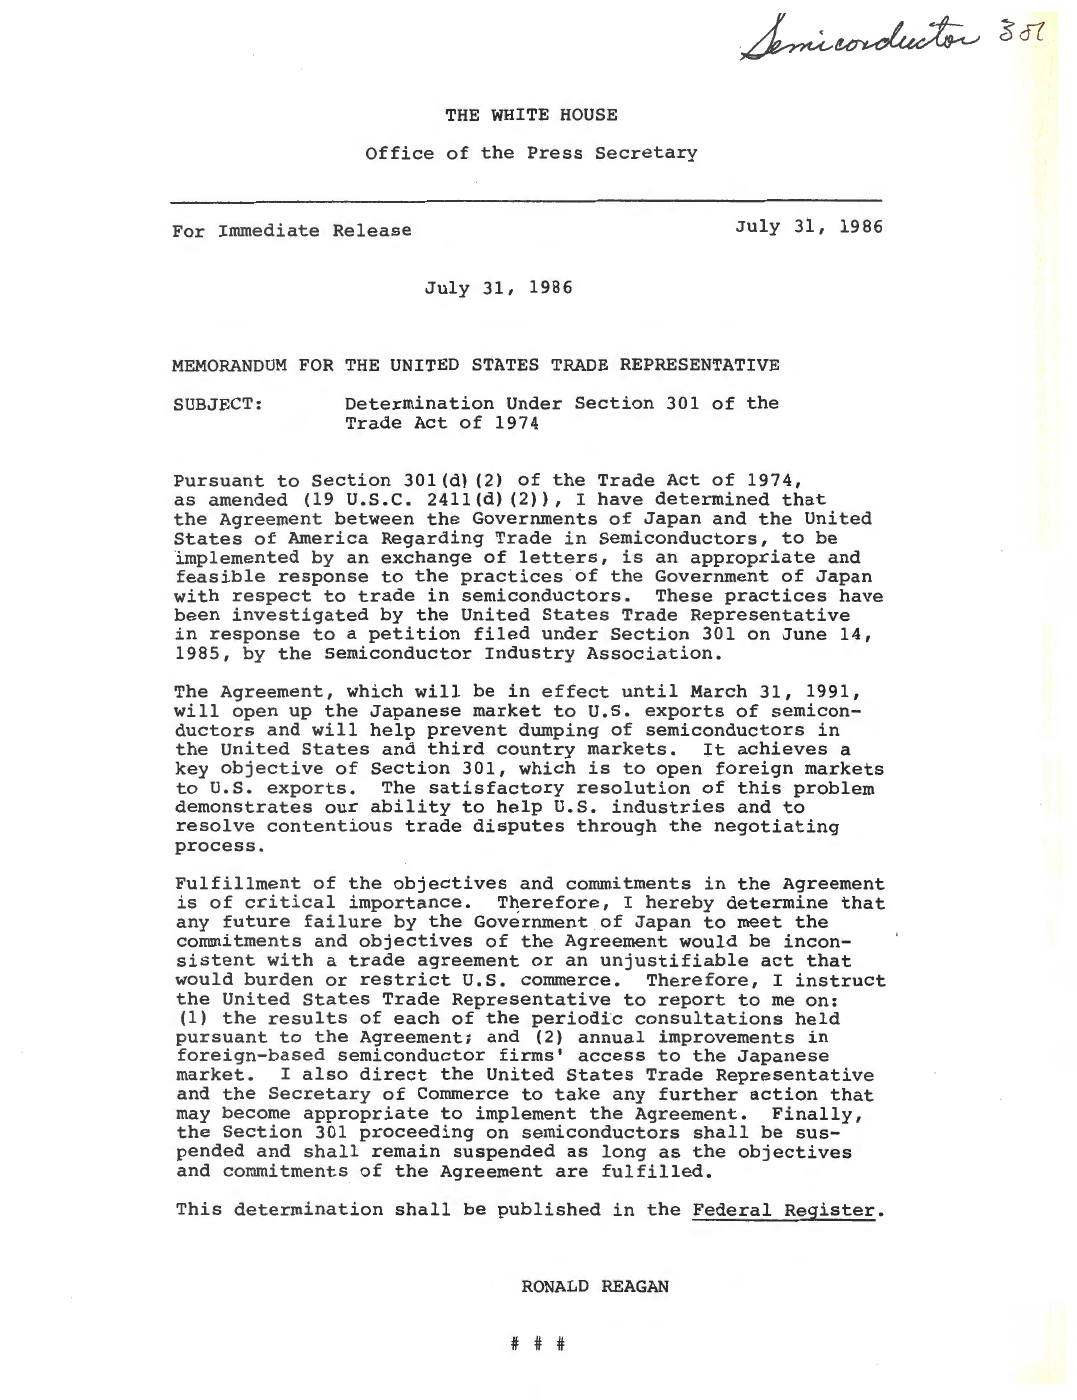 Semiconductor 301
THE WHITE HOUSE
Office of the Press Secretary
For Immediate Release July 31, 1986
July 31, 1986
MEMORANDUM FOR THE UNITED STATES TRADE REPRESENTATIVE
SUBJECT: Determination Under Section 301 of the
Trade Act of 1974
Pursuant to Section 301(d)(2) of the Trade Act of 1974,
as amended (19 U.S.C. 2411(d)(2)), I have determined that
the Agreement between the Governments of Japan and the United
States of America Regarding Trade in Semiconductors, to be
implemented by an exchange of letters, is an appropriate and
feasible response to the practices of the Government of Japan
with respect to trade in semiconductors. These practices have
been investigated by the United States Trade Representative
in response to a petition filed under Section 301 on June 14,
1985, by the Semiconductor Industry Association.
The Agreement, which will be in effect until March 31, 1991,
will open up the Japanese market to U.S. exports of semicon-
ductors and will help prevent dumping of semiconductors in
the United States and third country markets. It achieves a
key objective of Section 301, which is to open foreign markets
to U.S. exports. The satisfactory resolution of this problem
demonstrates our ability to help U.S. industries and to
resolve contentious trade disputes through the negotiating
process.
Fulfillment of the objectives and commitments in the Agreement
is of critical importance. Therefore, I hereby determine that
any future failure by the Government of Japan to meet the
commitments and objectives of the Agreement would be incon-
sistent with a trade agreement or an unjustifiable act that
would burden or restrict U.S. commerce. Therefore, I instruct
the United States Trade Representative to report to me on:
(1) the results of each of the periodic consultations held
pursuant to the Agreement; and (2) annual improvements in
foreign-based semiconductor firms' access to the Japanese
market. I also direct the United States Trade Representative
and the Secretary of Commerce to take any further action that
may become appropriate to implement the Agreement. Finally,
the Section 301 proceeding on semiconductors shall be sus-
pended and shall remain suspended as long as the objectives
and commitments of the Agreement are fulfilled.
This determination shall be published in the Federal Register.
RONALD REAGAN
# # #